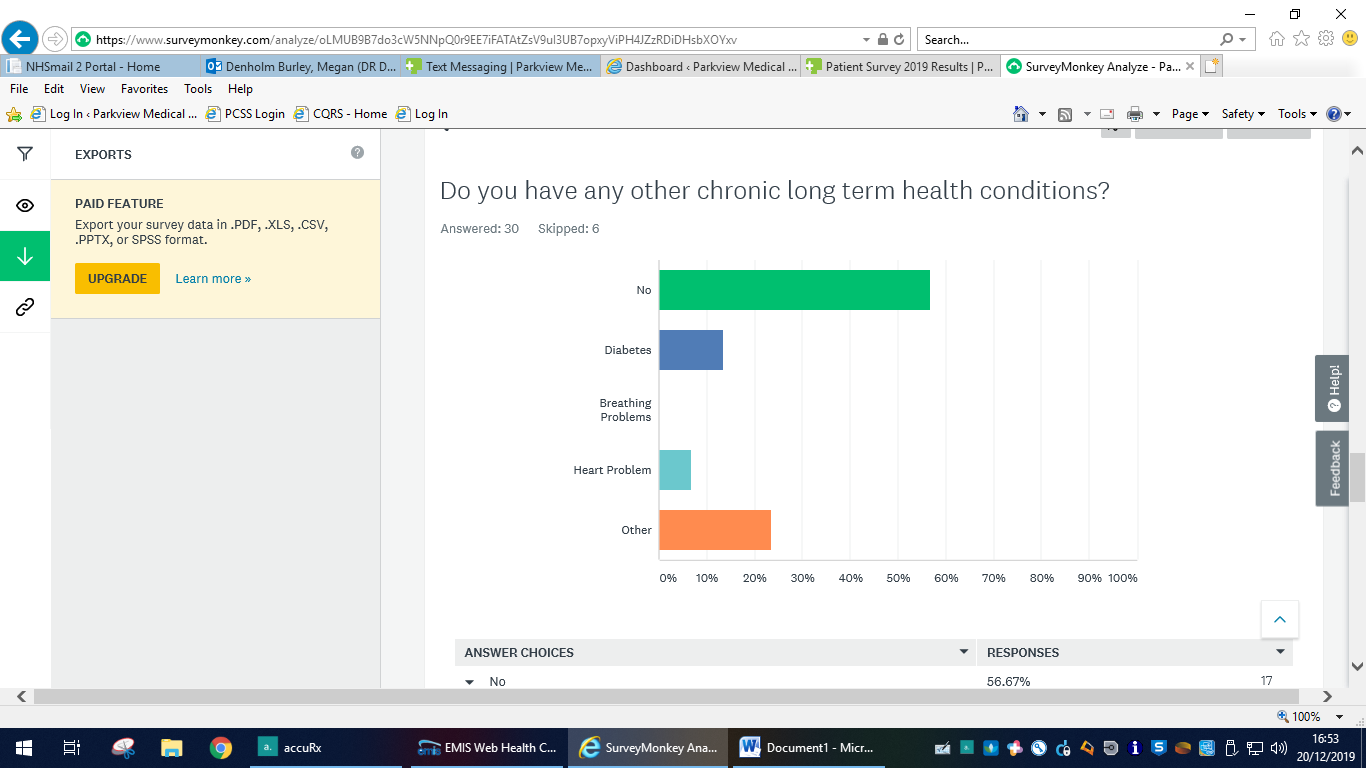 https://www.surveymonkey.com/analyze/oLMUB9B7do3cW5NNpQ0r9EE7iFATAtZsV9ul3UB7opxyViPH4JZzRDiDHsbXOYxv
Search...
NHSmail 2 Portal - Home
Denholm Burley, Megan (DR D...
Text Messaging | Parkview Me...
Dashboard ‹ Parkview Medical ...
Patient Survey 2019 Results | P...
SurveyMonkey Analyze - Pa...
File Edit View Favorites Tools Help
Log In ‹ Parkview Medical ...
PCSS Login
CQRS - Home
Log In
Page
Safety
Tools
EXPORTS
PAID FEATURE
Export your survey data in .PDF, .XLS, .CSV,
.PPTX, or SPSS format.
UPGRADE
Learn more »
Do you have any other chronic long term health conditions?
Answered: 30 Skipped: 6
No
Diabetes
Breathing
Problems
Heart Problem
Other
0% 10% 20% 30% 40% 50% 60% 70% 80% 90% 100%
Help!
Feedback
ANSWER CHOICES RESPONSES
No 56.67% 17
100%
a. accuRx
EMIS Web Health C...
SurveyMonkey Ana...
Document1 - Micr...
16:53
20/12/2019